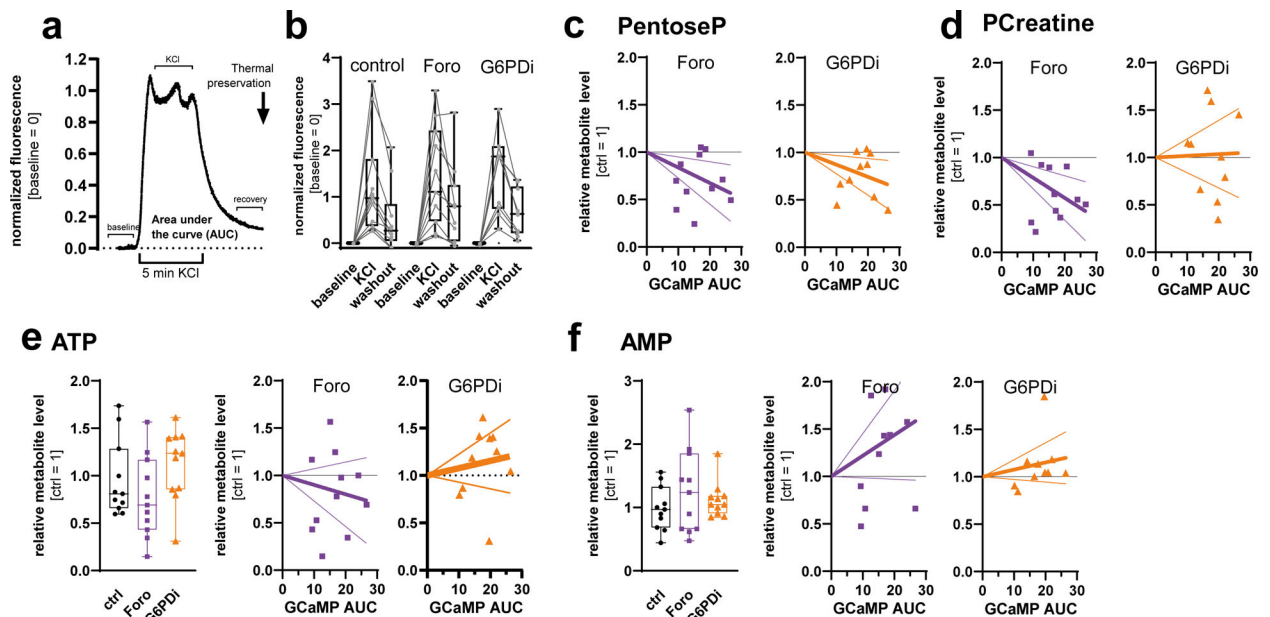 a
normalized fluorescence
[baseline = 0]
1.2
1.0
0.8
0.6
0.4
0.2
0.0
KCl
Thermal
preservation
baseline
Area under
the curve (AUC)
recovery
5 min KCl
b
normalized fluorescence
[baseline = 0]
4
3
2
1
0
control Foro G6PDi
baseline
KCl
washout
baseline
KCl
washout
baseline
KCl
washout
c PentoseP
relative metabolite level
[ctrl = 1]
Foro
2.0
1.5
1.0
0.5
0.0
0 10 20 30
GCaMP AUC
G6PDi
2.0
1.5
1.0
0.5
0.0
0 10 20 30
GCaMP AUC
d PCreatine
relative metabolite level
[ctrl = 1]
Foro
2.0
1.5
1.0
0.5
0.0
0 10 20 30
GCaMP AUC
G6PDi
2.0
1.5
1.0
0.5
0.0
0 10 20 30
GCaMP AUC
e ATP
relative metabolite level
[ctrl = 1]
2.0
1.5
1.0
0.5
0.0
ctrl
Foro
G6PDi
Foro
2.0
1.5
1.0
0.5
0.0
0 10 20 30
GCaMP AUC
G6PDi
2.0
1.5
1.0
0.5
0.0
0 10 20 30
GCaMP AUC
f AMP
relative metabolite level
[ctrl = 1]
3
2
1
0
ctrl
Foro
G6PDi
Foro
2.0
1.5
1.0
0.5
0.0
0 10 20 30
GCaMP AUC
G6PDi
2.0
1.5
1.0
0.5
0.0
0 10 20 30
GCaMP AUC